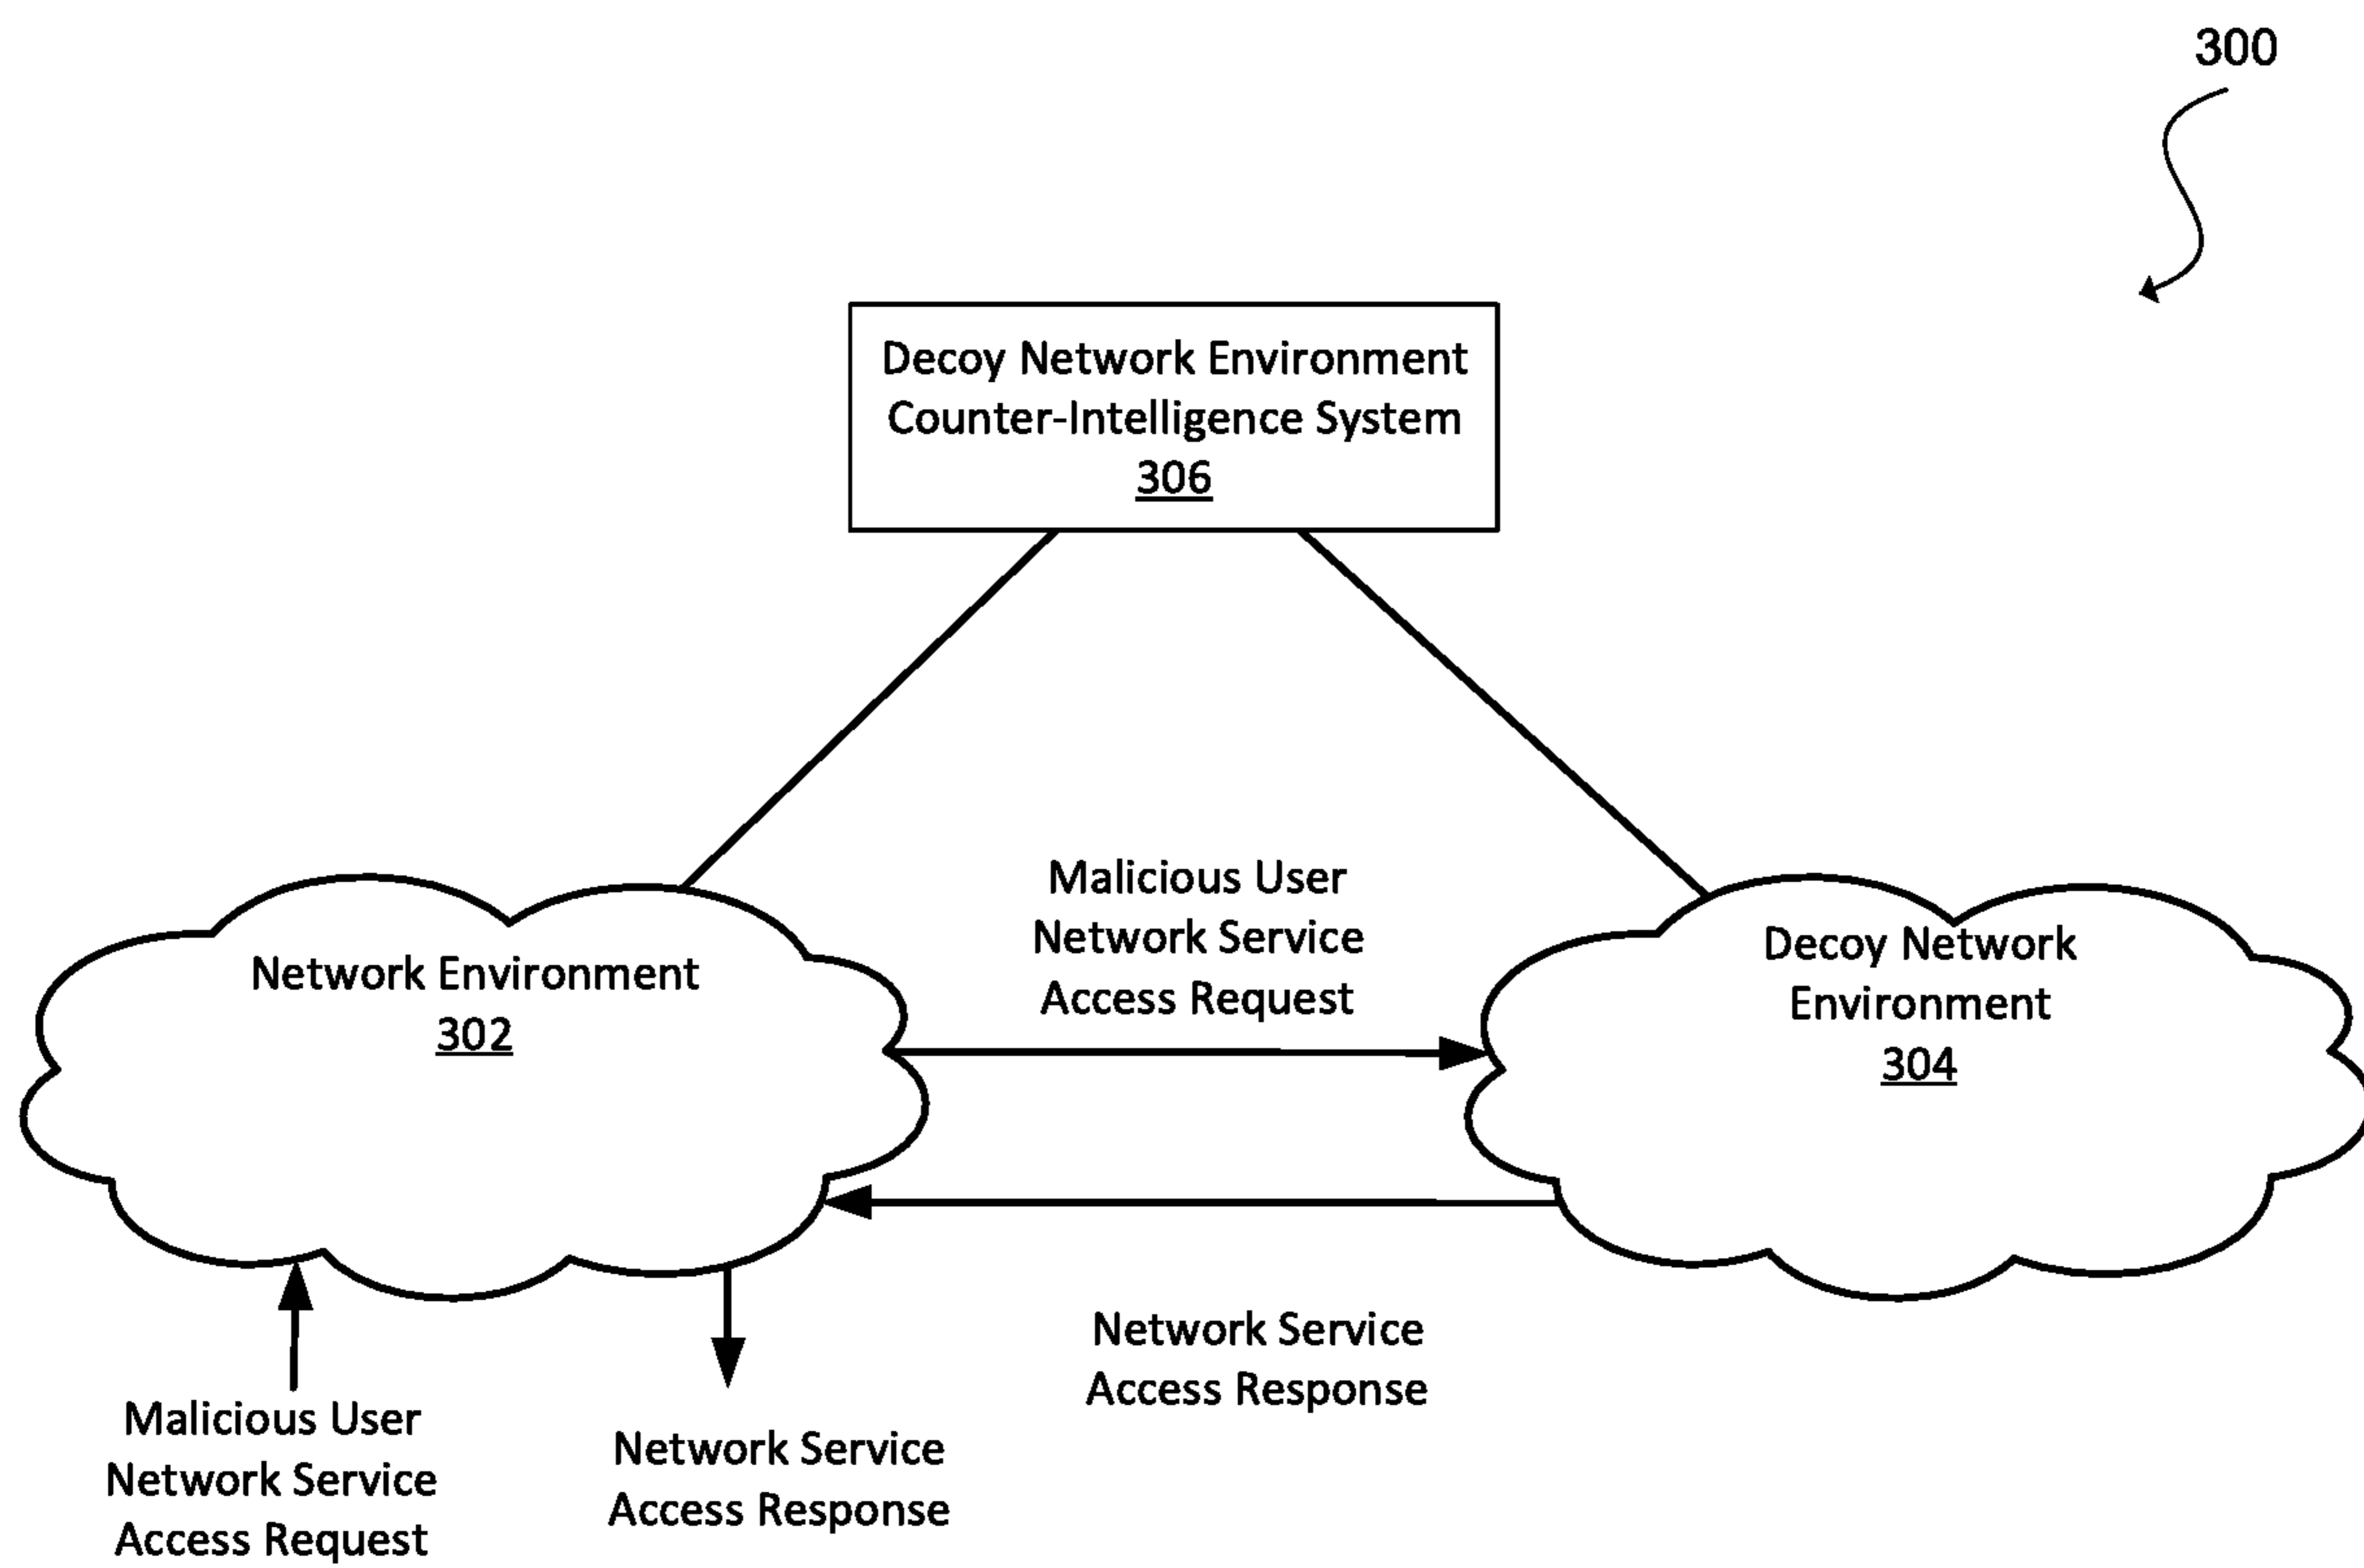 300
Decoy Network Environment
Counter-Intelligence System
306
Malicious User
Network Service
Access Request
Network Environment
302
Decoy Network
Environment
304
Network Service
Access Response
Malicious User
Network Service
Access Request
Network Service
Access Response